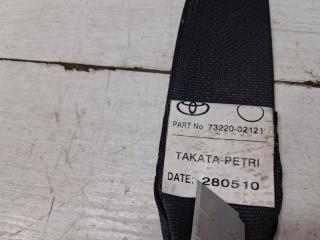 PART No 73220-02121
TAKATA-PETRI
DATE: 280510